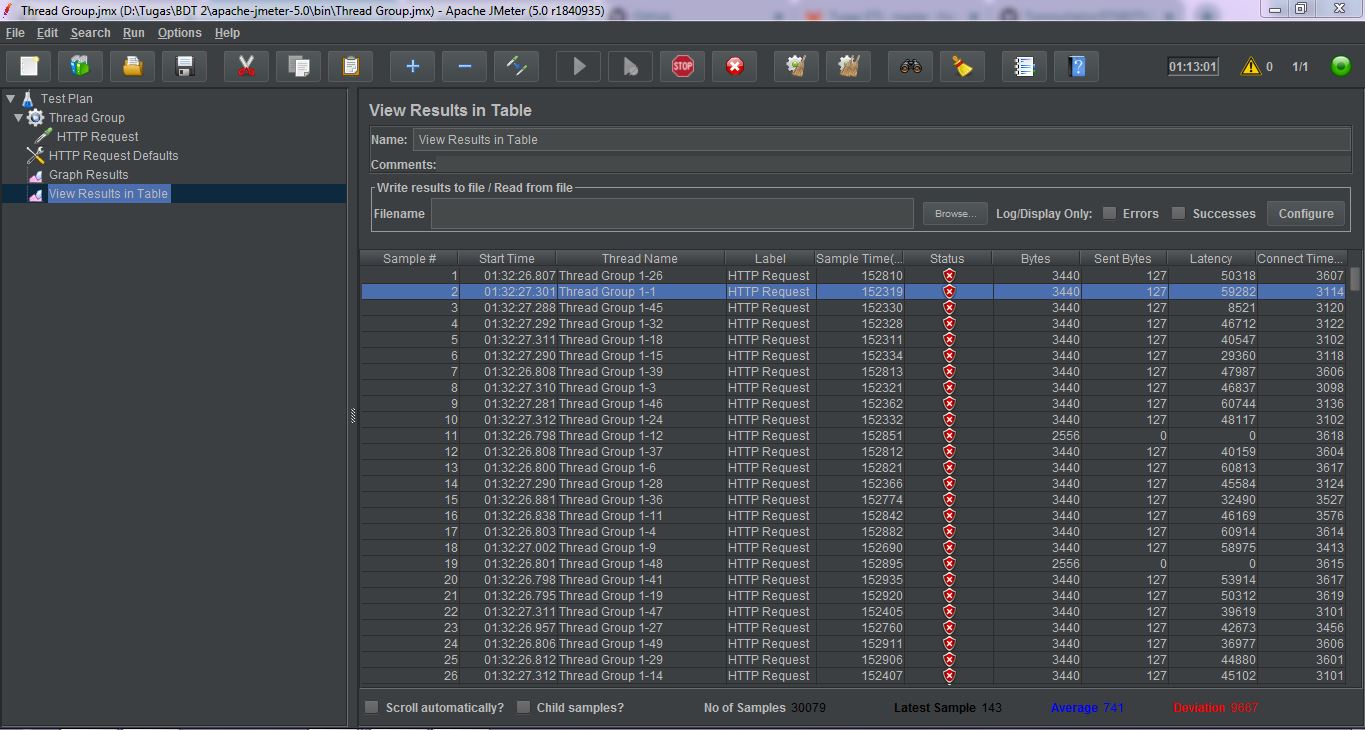 Thread Group.jmx (D:\Tugas\BDT 2\apache-jmeter-5.0\bin\Thread Group.jmx) - Apache JMeter (5.0 r1840935)
File Edit Search Run Options Help
STOP 01:13:01 0 1/1
Test Plan
Thread Group
HTTP Request
HTTP Request Defaults
Graph Results
View Results in Table
View Results in Table
Name: View Results in Table
Comments:
Write results to file / Read from file
Filename Browse... Log/Display Only: Errors Successes Configure
Sample # Start Time Thread Name Label Sample Time(... Status Bytes Sent Bytes Latency Connect Time...
1 01:32:26.807 Thread Group 1-26 HTTP Request 152810 3440 127 50318 3607
2 01:32:27.301 Thread Group 1-1 HTTP Request 152319 3440 127 59282 3114
3 01:32:27.288 Thread Group 1-45 HTTP Request 152330 3440 127 8521 3120
4 01:32:27.292 Thread Group 1-32 HTTP Request 152328 3440 127 46712 3122
5 01:32:27.311 Thread Group 1-18 HTTP Request 152311 3440 127 40547 3102
6 01:32:27.290 Thread Group 1-15 HTTP Request 152334 3440 127 29360 3118
7 01:32:26.808 Thread Group 1-39 HTTP Request 152813 3440 127 47987 3606
8 01:32:27.310 Thread Group 1-3 HTTP Request 152321 3440 127 46837 3098
9 01:32:27.281 Thread Group 1-46 HTTP Request 152362 3440 127 60744 3136
10 01:32:27.312 Thread Group 1-24 HTTP Request 152332 3440 127 48117 3102
11 01:32:26.798 Thread Group 1-12 HTTP Request 152851 2556 0 0 3618
12 01:32:26.808 Thread Group 1-37 HTTP Request 152812 3440 127 40159 3604
13 01:32:26.800 Thread Group 1-6 HTTP Request 152821 3440 127 60813 3617
14 01:32:27.290 Thread Group 1-28 HTTP Request 152366 3440 127 45584 3124
15 01:32:26.881 Thread Group 1-36 HTTP Request 152774 3440 127 32490 3527
16 01:32:26.838 Thread Group 1-11 HTTP Request 152842 3440 127 46169 3576
17 01:32:26.803 Thread Group 1-4 HTTP Request 152882 3440 127 60914 3614
18 01:32:27.002 Thread Group 1-9 HTTP Request 152690 3440 127 58975 3413
19 01:32:26.801 Thread Group 1-48 HTTP Request 152895 2556 0 0 3615
20 01:32:26.798 Thread Group 1-41 HTTP Request 152935 3440 127 53914 3617
21 01:32:26.795 Thread Group 1-19 HTTP Request 152920 3440 127 50312 3619
22 01:32:27.311 Thread Group 1-47 HTTP Request 152405 3440 127 39619 3101
23 01:32:26.957 Thread Group 1-27 HTTP Request 152760 3440 127 42673 3456
24 01:32:26.806 Thread Group 1-49 HTTP Request 152911 3440 127 36977 3606
25 01:32:26.812 Thread Group 1-29 HTTP Request 152906 3440 127 44880 3601
26 01:32:27.312 Thread Group 1-14 HTTP Request 152407 3440 127 45102 3101
Scroll automatically? Child samples? No of Samples 30079 Latest Sample 143 Average 741 Deviation 9667